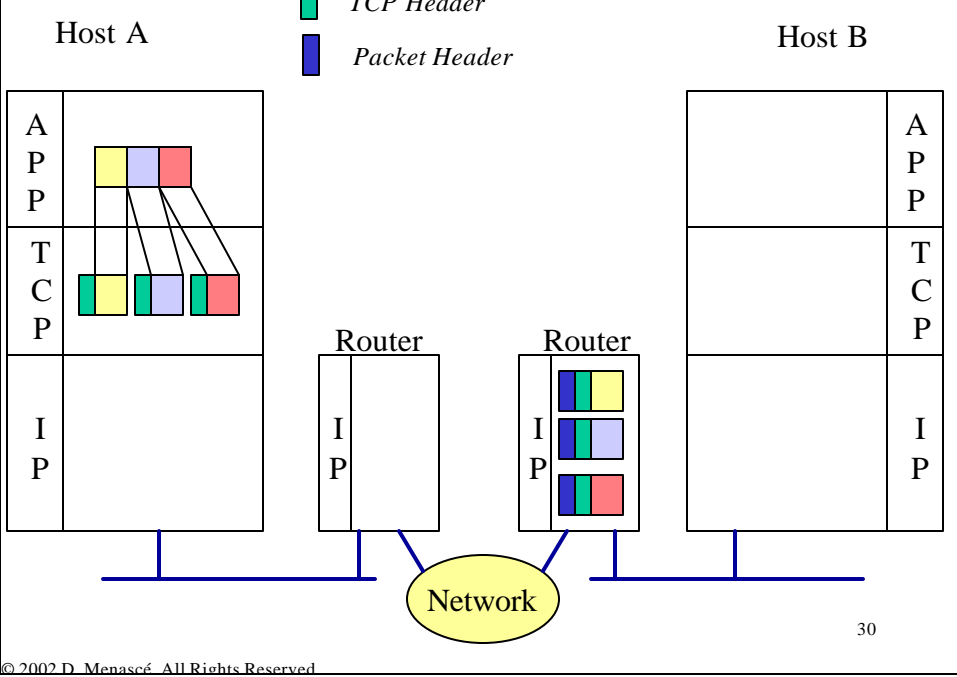 TCP Header
Host A
Packet Header
Host B
A
P
P
A
P
P
T
C
P
T
C
P
Router
Router
I
P
I
P
I
P
I
P
Network
30
© 2002 D. Menascé. All Rights Reserved